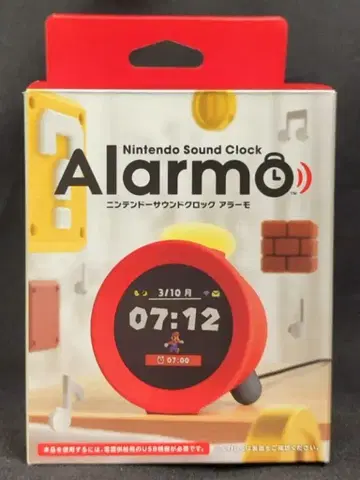 Nintendo Sound Clock
Alarmo
TM
ニンテンドーサウンドクロック アラーモ
3/10 月
07:12
07:00
本品を使用するには、電源供給用のUSB機器が必要です。